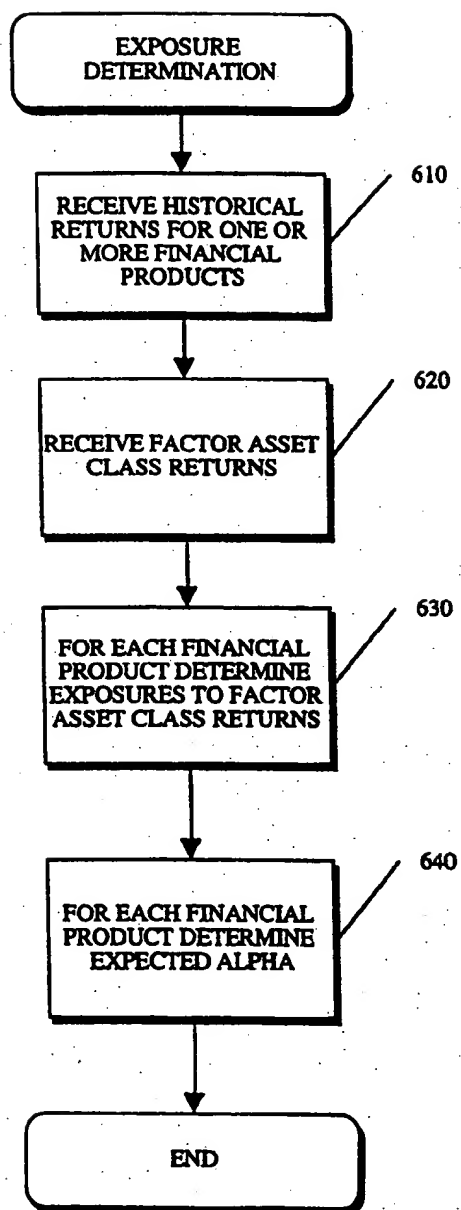 EXPOSURE
DETERMINATION
610
RECEIVE HISTORICAL
RETURNS FOR ONE OR
MORE FINANCIAL
PRODUCTS
620
RECEIVE FACTOR ASSET
CLASS RETURNS
630
FOR EACH FINANCIAL
PRODUCT DETERMINE
EXPOSURES TO FACTOR
ASSET CLASS RETURNS
640
FOR EACH FINANCIAL
PRODUCT DETERMINE
EXPECTED ALPHA
END